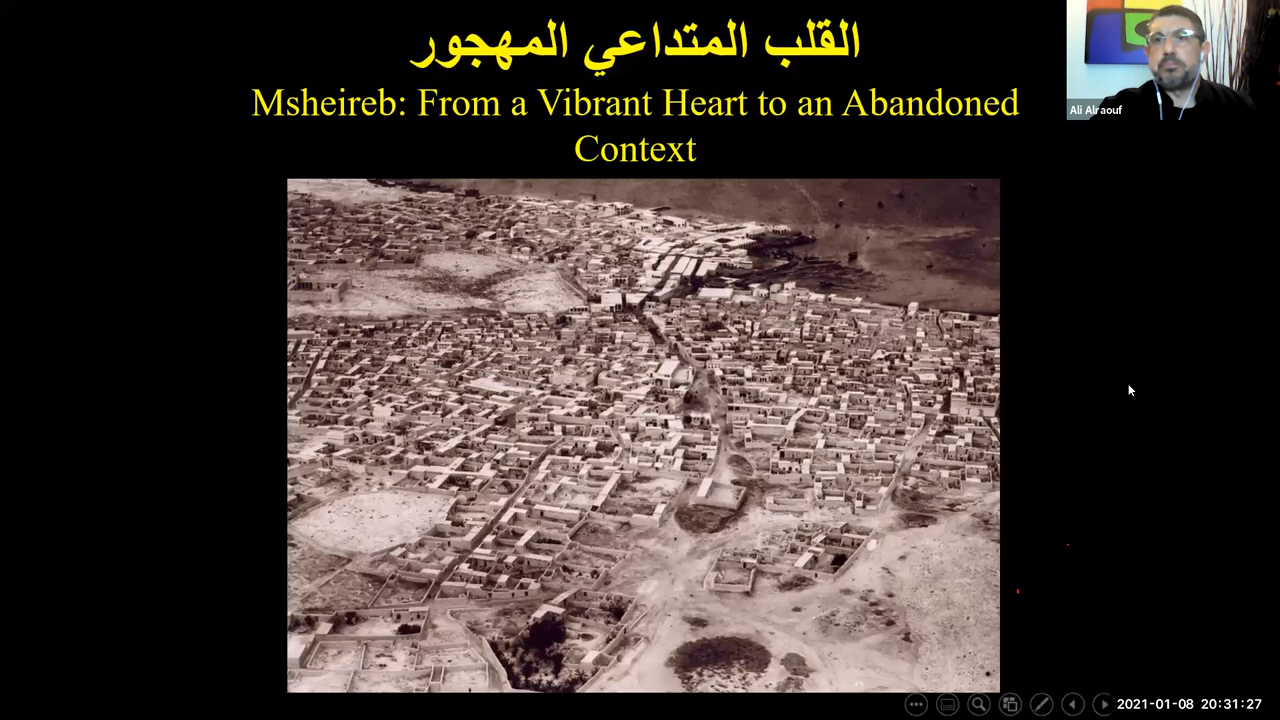 القلب المتداعي المهجور
Msheireb: From a Vibrant Heart to an Abandoned
Context
Ali Alraouf
2021-01-08 20:31:27